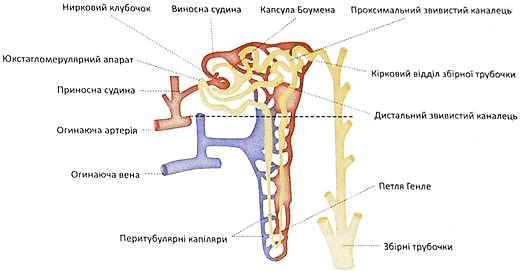 Нирковий клубочок
Виносна судина
Капсула Боумена
Проксимальний звивистий каналець
Юкстагломерулярний апарат
Кірковий відділ збірної трубочки
Приносна судина
Дистальний звивистий каналець
Огинаюча артерія
Огинаюча вена
Петля Генле
Перитубулярні капіляри
Збірні трубочки